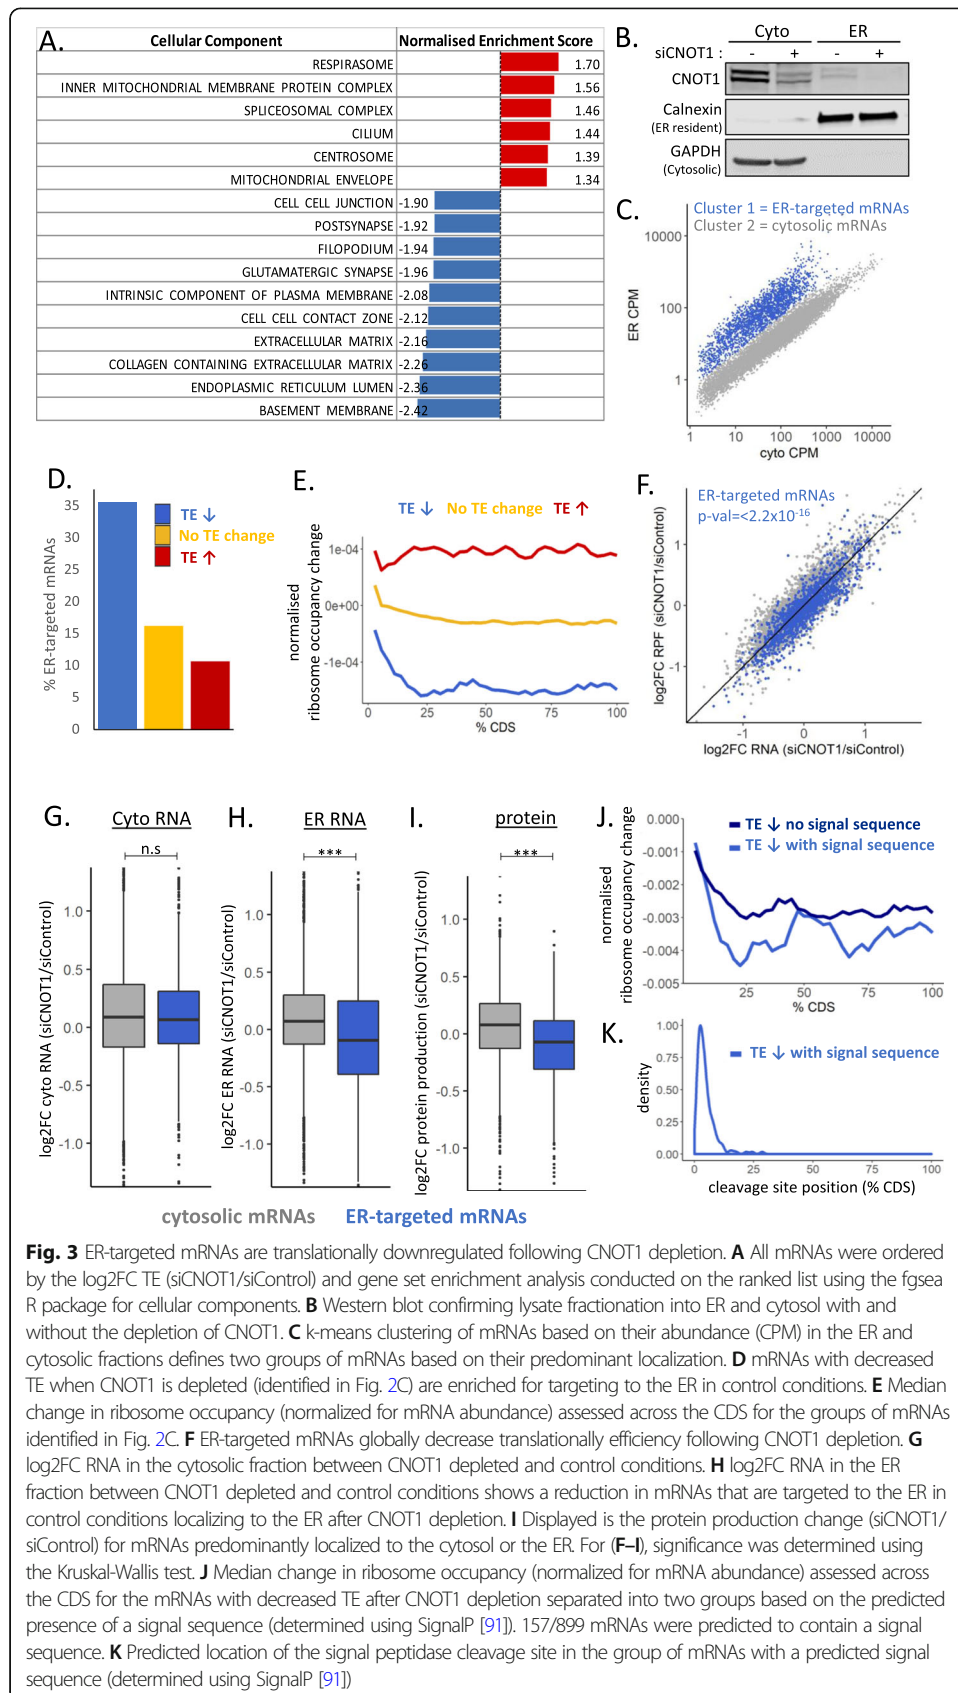 A.
Cellular Component Normalised Enrichment Score
RESPIRASOME 1.70
INNER MITOCHONDRIAL MEMBRANE PROTEIN COMPLEX 1.56
SPLICEOSOMAL COMPLEX 1.46
CILIUM 1.44
CENTROSOME 1.39
MITOCHONDRIAL ENVELOPE 1.34
CELL CELL JUNCTION -1.90
POSTSYNAPSE -1.92
FILOPODIUM -1.94
GLUTAMATERGIC SYNAPSE -1.96
INTRINSIC COMPONENT OF PLASMA MEMBRANE -2.08
CELL CELL CONTACT ZONE -2.12
EXTRACELLULAR MATRIX -2.16
COLLAGEN CONTAINING EXTRACELLULAR MATRIX -2.26
ENDOPLASMIC RETICULUM LUMEN -2.36
BASEMENT MEMBRANE -2.42
B.
Cyto ER
siCNOT1 : - + - +
CNOT1
Calnexin
(ER resident)
GAPDH
(Cytosolic)
C.
Cluster 1 = ER-targeted mRNAs
Cluster 2 = cytosolic mRNAs
10000
100
1
ER CPM
1 10 100 1000 10000
cyto CPM
D.
% ER-targeted mRNAs
35
30
25
20
15
10
5
0
TE ↓
No TE change
TE ↑
E.
TE ↓ No TE change TE ↑
normalised
ribosome occupancy change
1e-04
0e+00
-1e-04
0 25 50 75 100
% CDS
F.
ER-targeted mRNAs
p-val=<2.2x10-16
log2FC RPF (siCNOT1/siControl)
1
0
-1
-1 0 1
log2FC RNA (siCNOT1/siControl)
G.
Cyto RNA
n.s
log2FC cyto RNA (siCNOT1/siControl)
1.0
0.5
0.0
-0.5
-1.0
H.
ER RNA
***
log2FC ER RNA (siCNOT1/siControl)
1.0
0.5
0.0
-0.5
-1.0
I.
protein
***
log2FC protein production (siCNOT1/siControl)
1.0
0.5
0.0
-0.5
-1.0
cytosolic mRNAs ER-targeted mRNAs
J.
normalised
ribosome occupancy change
0.000
-0.001
-0.002
-0.003
-0.004
-0.005
TE ↓ no signal sequence
TE ↓ with signal sequence
25 50 75 100
% CDS
K.
density
1.00
0.75
0.50
0.25
0.00
TE ↓ with signal sequence
0 25 50 75 100
cleavage site position (% CDS)
Fig. 3 ER-targeted mRNAs are translationally downregulated following CNOT1 depletion. A All mRNAs were ordered
by the log2FC TE (siCNOT1/siControl) and gene set enrichment analysis conducted on the ranked list using the fgsea
R package for cellular components. B Western blot confirming lysate fractionation into ER and cytosol with and
without the depletion of CNOT1. C k-means clustering of mRNAs based on their abundance (CPM) in the ER and
cytosolic fractions defines two groups of mRNAs based on their predominant localization. D mRNAs with decreased
TE when CNOT1 is depleted (identified in Fig. 2C) are enriched for targeting to the ER in control conditions. E Median
change in ribosome occupancy (normalized for mRNA abundance) assessed across the CDS for the groups of mRNAs
identified in Fig. 2C. F ER-targeted mRNAs globally decrease translationally efficiency following CNOT1 depletion. G
log2FC RNA in the cytosolic fraction between CNOT1 depleted and control conditions. H log2FC RNA in the ER
fraction between CNOT1 depleted and control conditions shows a reduction in mRNAs that are targeted to the ER in
control conditions localizing to the ER after CNOT1 depletion. I Displayed is the protein production change (siCNOT1/
siControl) for mRNAs predominantly localized to the cytosol or the ER. For (F–I), significance was determined using
the Kruskal-Wallis test. J Median change in ribosome occupancy (normalized for mRNA abundance) assessed across
the CDS for the mRNAs with decreased TE after CNOT1 depletion separated into two groups based on the predicted
presence of a signal sequence (determined using SignalP [91]). 157/899 mRNAs were predicted to contain a signal
sequence. K Predicted location of the signal peptidase cleavage site in the group of mRNAs with a predicted signal
sequence (determined using SignalP [91])